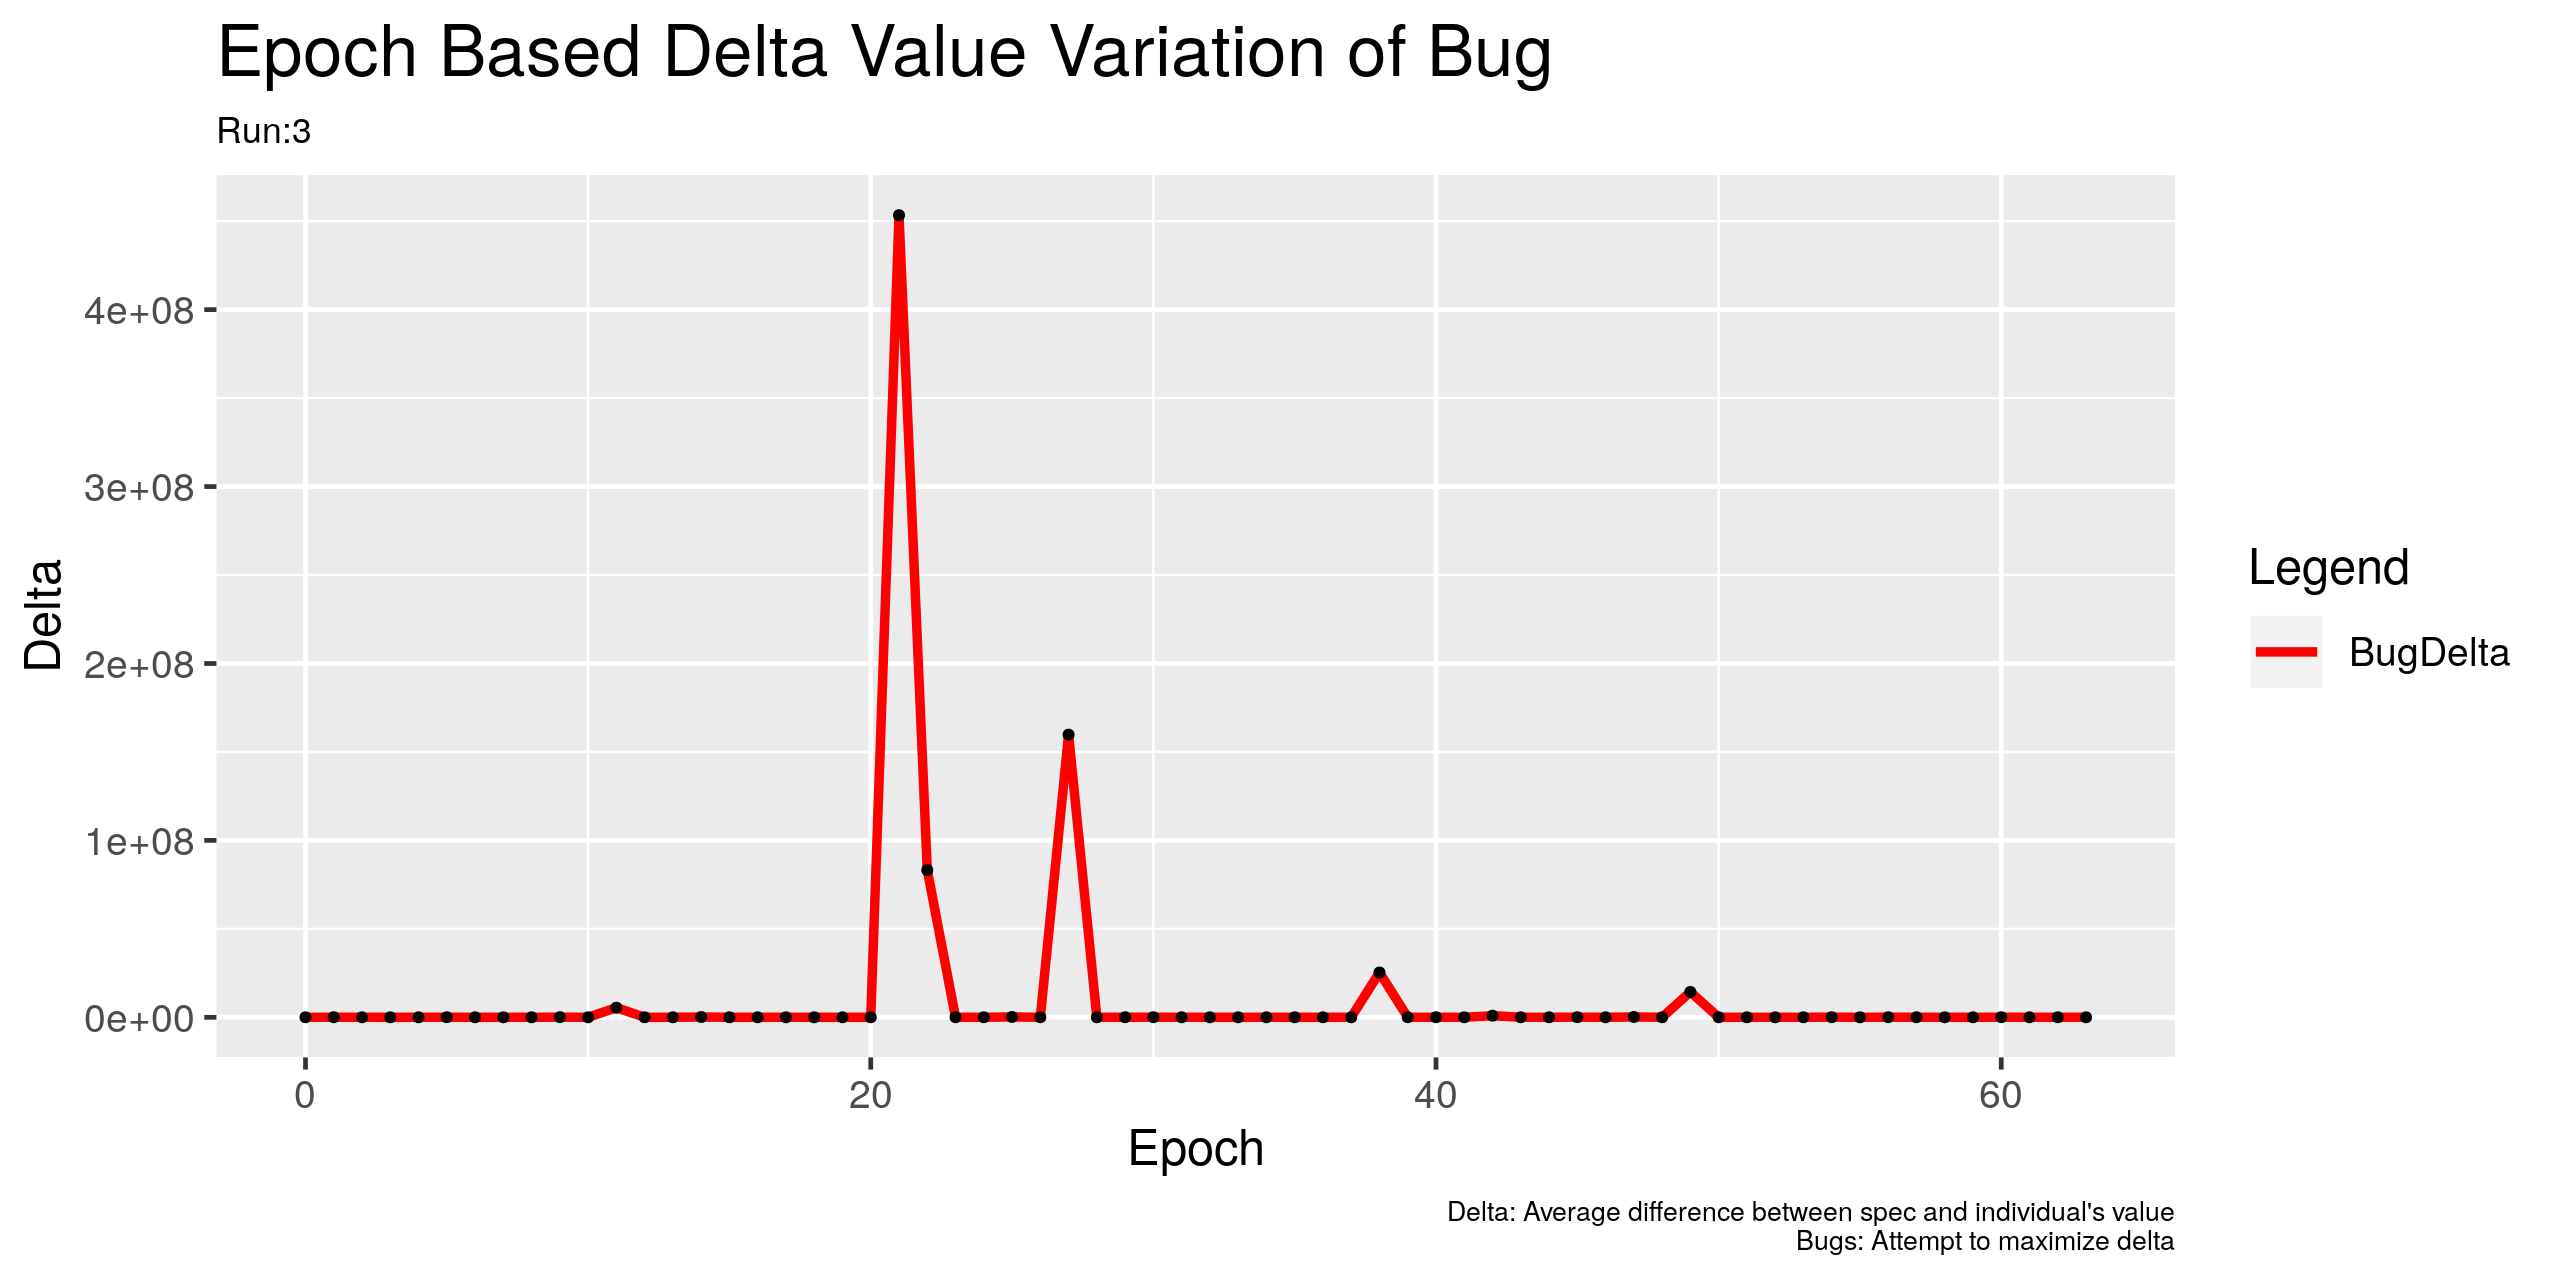 Epoch Based Delta Value Variation of Bug
Run:3
Delta
4e+08
3e+08
2e+08
1e+08
0e+00
0
20
40
60
Epoch
Legend
BugDelta
Delta: Average difference between spec and individual's value
Bugs: Attempt to maximize delta